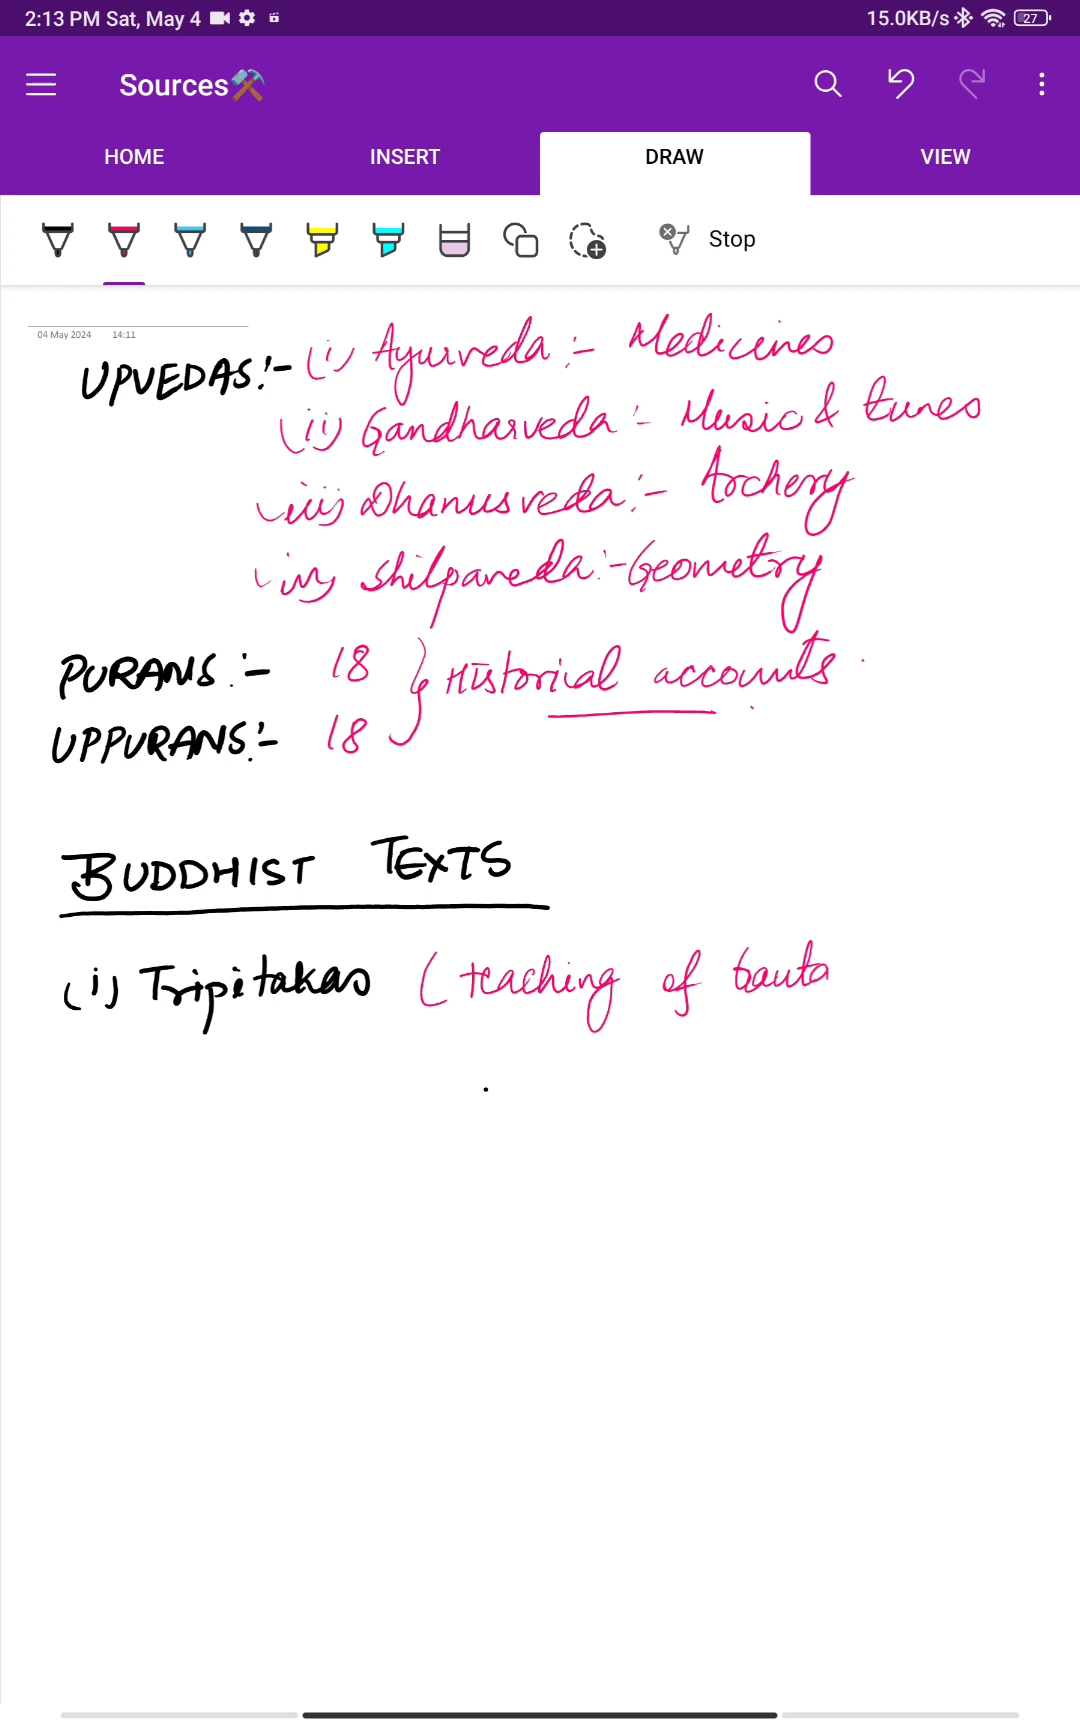 2:13 PM Sat, May 4 15.0KB/s 27
Sources
HOME INSERT DRAW VIEW
Stop
04 May 2024 14:11
UPVEDAS:- (i) Ayurveda:- Medicines
(ii) Gandharveda:- Music & tunes
(iii) Dhanusveda:- Archery
(iv) Shilpaveda:- Geometry
PURANS:- 18 } Historical accounts.
UPPURANS:- 18
BUDDHIST TEXTS
(i) Tripitakas (teaching of Gauta